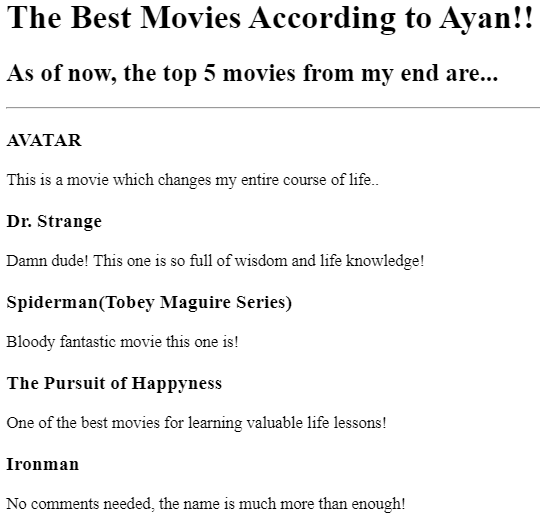 The Best Movies According to Ayan!!
As of now, the top 5 movies from my end are...
AVATAR
This is a movie which changes my entire course of life..
Dr. Strange
Damn dude! This one is so full of wisdom and life knowledge!
Spiderman(Tobey Maguire Series)
Bloody fantastic movie this one is!
The Pursuit of Happyness
One of the best movies for learning valuable life lessons!
Ironman
No comments needed, the name is much more than enough!